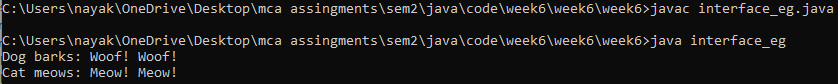 C:\Users\nayak\OneDrive\Desktop\mca assingments\sem2\java\code\week6\week6\week6>javac interface_eg.java
C:\Users\nayak\OneDrive\Desktop\mca assingments\sem2\java\code\week6\week6\week6>java interface_eg
Dog barks: Woof! Woof!
Cat meows: Meow! Meow!